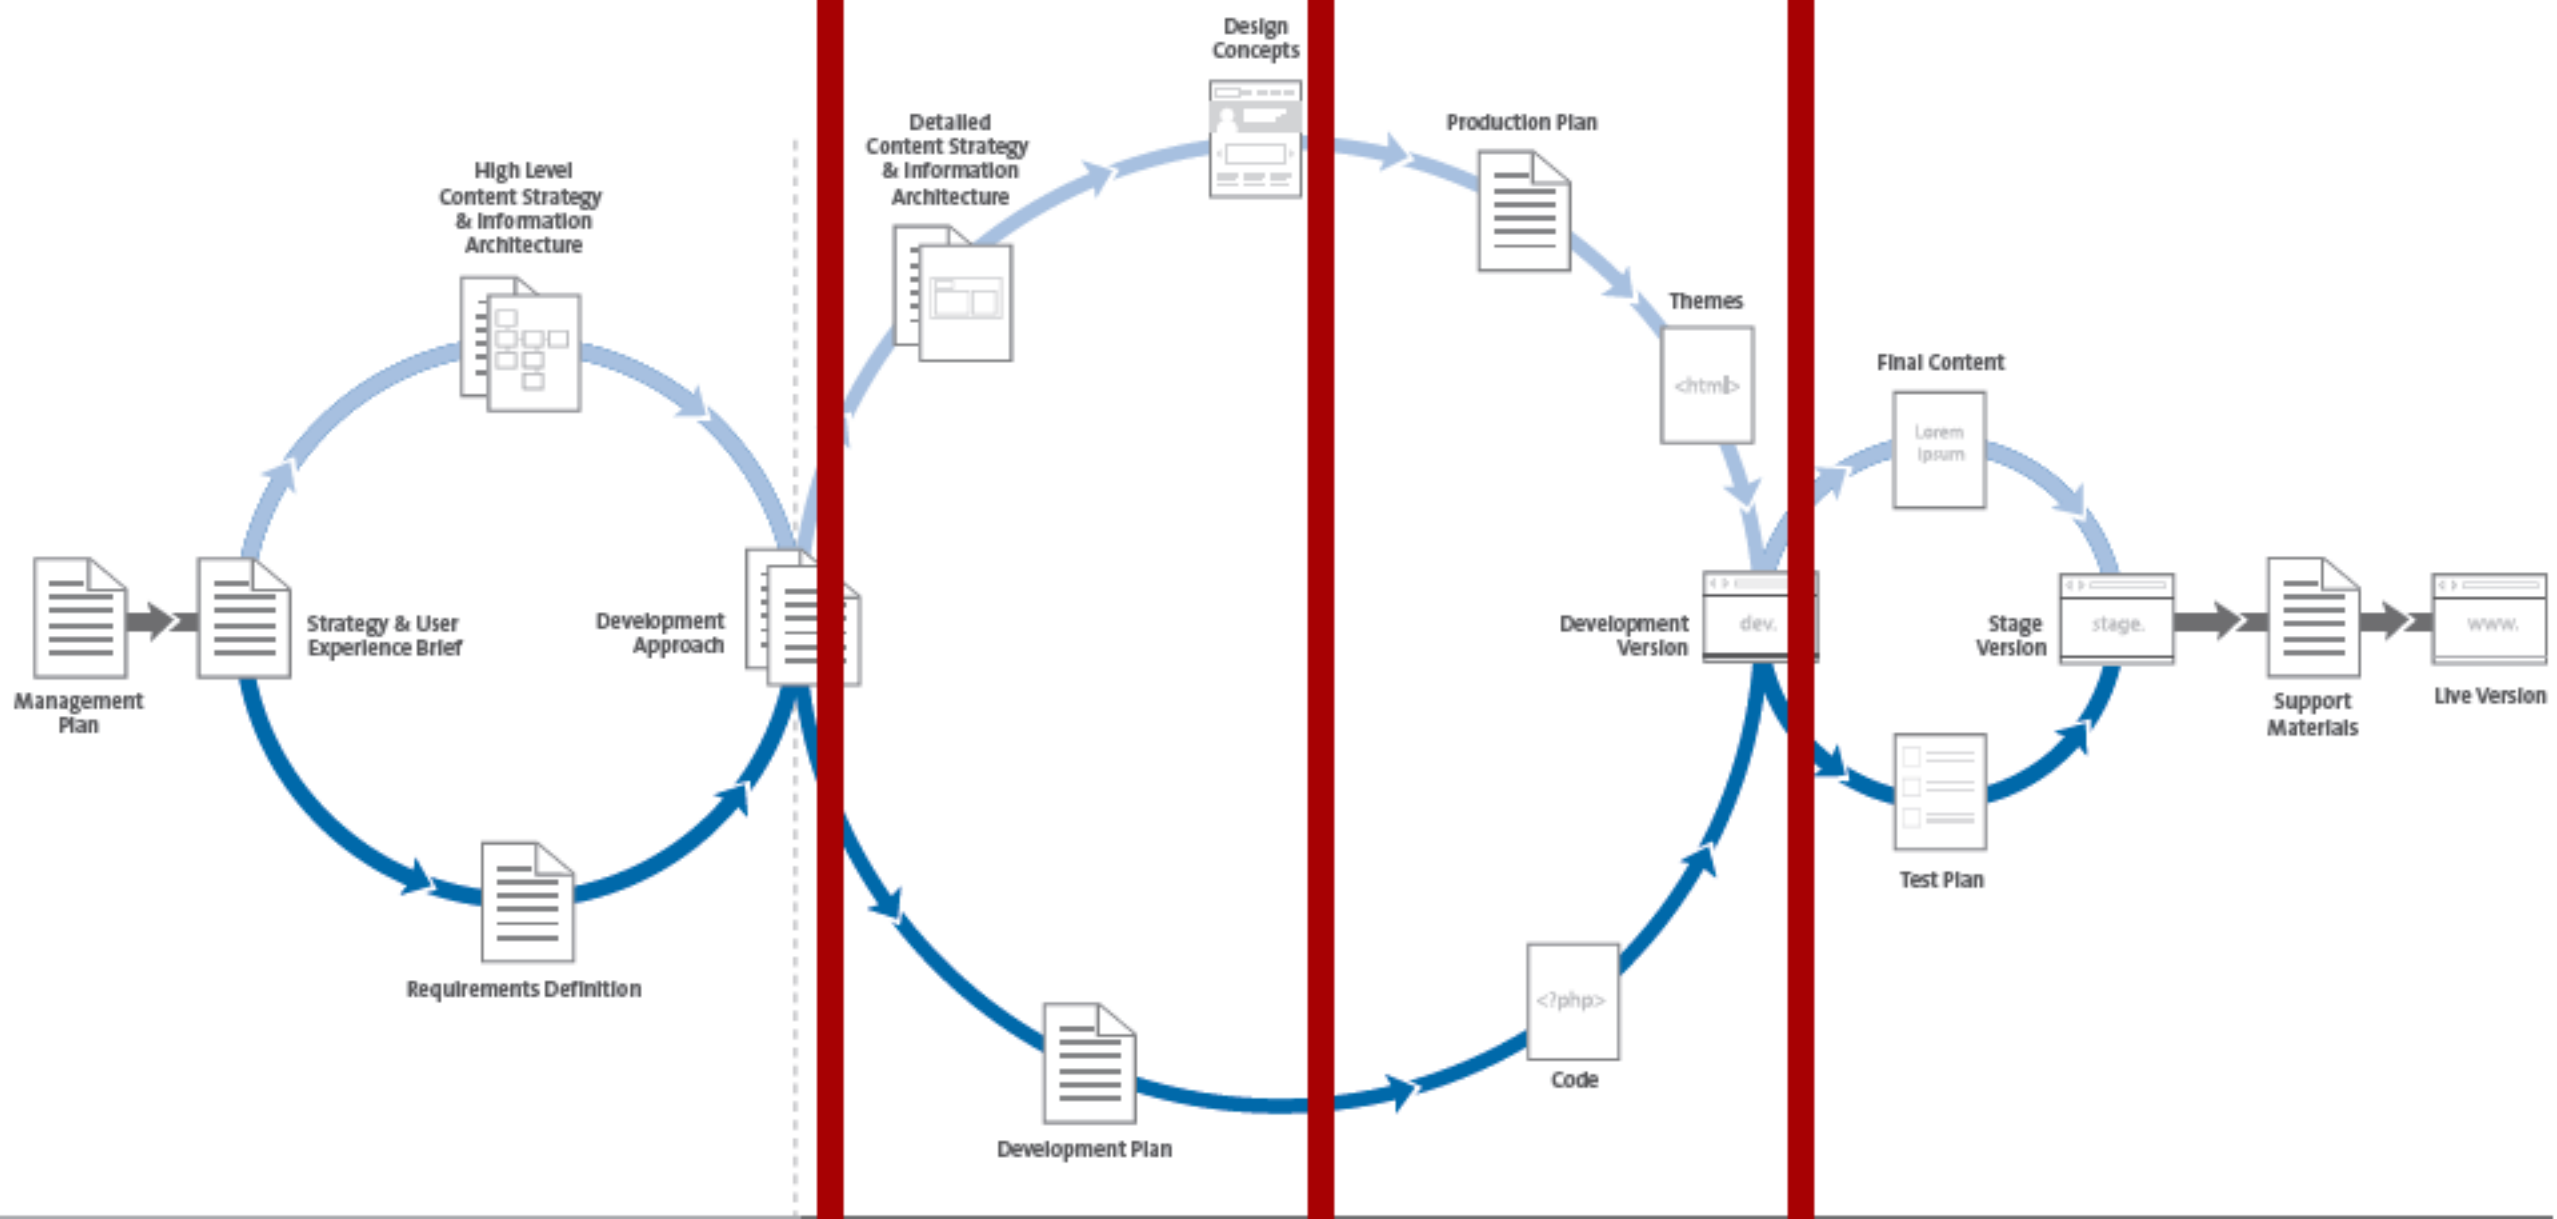 Design
Concepts
Detailed
Content Strategy
& Information
Architecture
Production Plan
High Level
Content Strategy
& Information
Architecture
Themes
<html>
Final Content
Lorem
ipsum
Management
Plan
Strategy & User
Experience Brief
Development
Approach
Development
Version
dev.
Stage
Version
stage.
Support
Materials
www.
Live Version
Requirements Definition
Test Plan
<?php>
Code
Development Plan